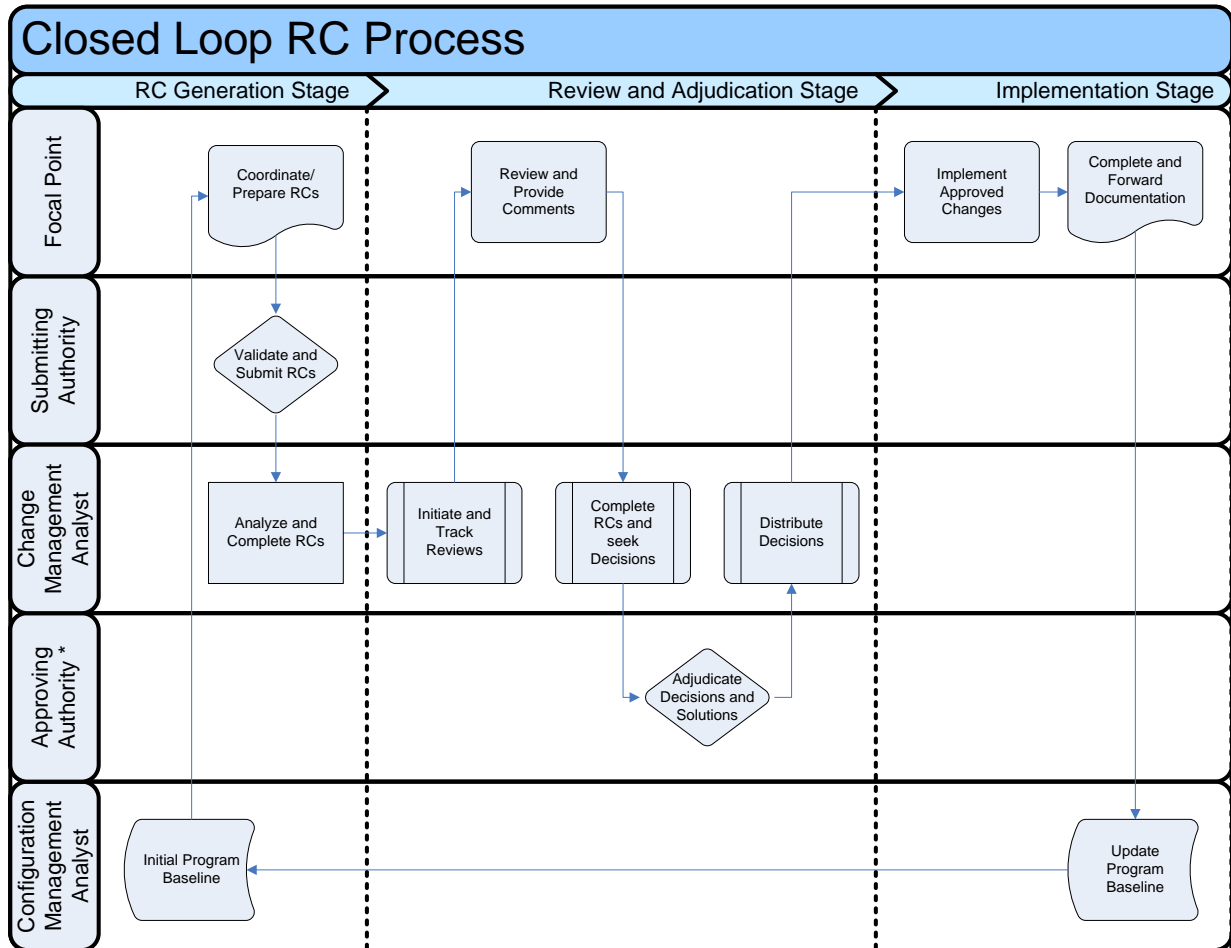 Closed Loop RC Process
RC Generation Stage
Review and Adjudication Stage
Implementation Stage
Focal Point
Coordinate/
Prepare RCs
Review and
Provide
Comments
Implement
Approved
Changes
Complete and
Forward
Documentation
Submitting
Authority
Validate and
Submit RCs
Change
Management
Analyst
Analyze and
Complete RCs
Initiate and
Track
Reviews
Complete
RCs and
seek
Decisions
Distribute
Decisions
Approving
Authority *
Adjudicate
Decisions and
Solutions
Configuration
Management
Analyst
Initial Program
Baseline
Update
Program
Baseline